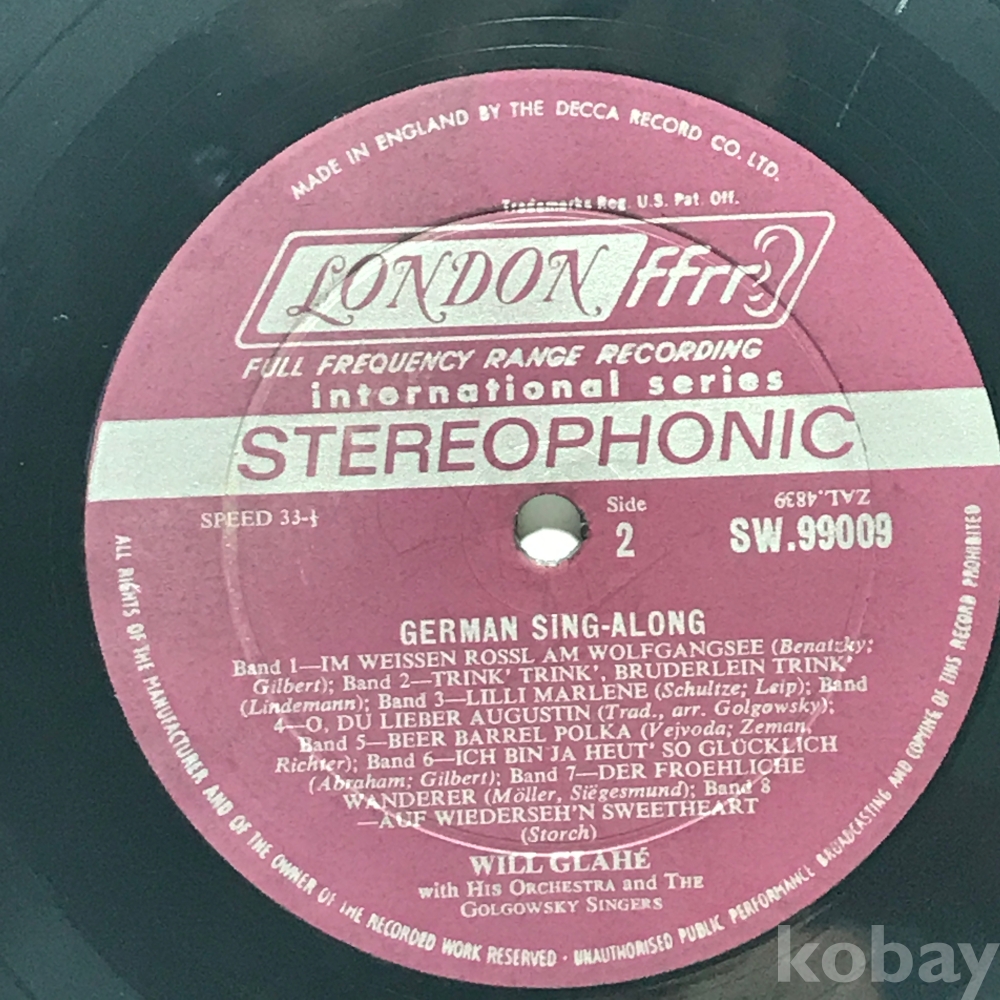 MADE IN ENGLAND BY THE DECCA RECORD CO. LTD.
Trademarks Reg. U.S. Pat. Off.
LONDON ffrr
FULL FREQUENCY RANGE RECORDING
international series
STEREOPHONIC
SPEED 33-⅓
Side
2
ZAL.4839
SW.99009
GERMAN SING-ALONG
Band 1—IM WEISSEN ROSSL AM WOLFGANGSEE (Benatzky;
Gilbert); Band 2—TRINK' TRINK', BRUDERLEIN TRINK'
(Lindemann); Band 3—LILLI MARLENE (Schultze; Leip); Band
4—O, DU LIEBER AUGUSTIN (Trad., arr. Golgowsky);
Band 5—BEER BARREL POLKA (Vejvoda; Zeman,
Richter); Band 6—ICH BIN JA HEUT' SO GLÜCKLICH
(Abraham; Gilbert); Band 7—DER FROEHLICHE
WANDERER (Möller, Siegesmund); Band 8
—AUF WIEDERSEH'N SWEETHEART
(Storch)
WILL GLAHÉ
with HIS ORCHESTRA and THE
GOLGOWSKY SINGERS
ALL RIGHTS OF THE MANUFACTURER AND OF THE OWNER OF THE RECORDED WORK RESERVED · UNAUTHORISED PUBLIC PERFORMANCE BROADCASTING AND COPYING OF THIS RECORD PROHIBITED
kobay